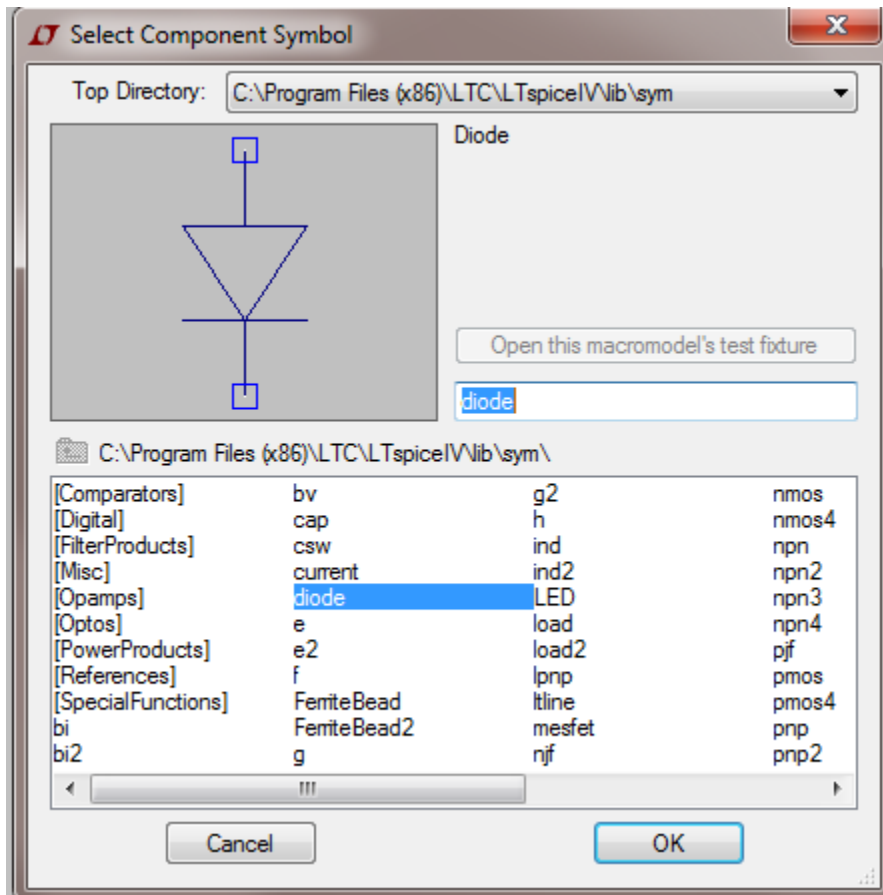 Select Component Symbol
Top Directory: C:\Program Files (x86)\LTC\LTspiceIV\lib\sym
Diode
Open this macromodel's test fixture
diode
C:\Program Files (x86)\LTC\LTspiceIV\lib\sym\
[Comparators] bv g2 nmos
[Digital] cap h nmos4
[FilterProducts] csw ind npn
[Misc] current ind2 npn2
[Opamps] diode LED npn3
[Optos] e load npn4
[PowerProducts] e2 load2 pjf
[References] f lpnp pmos
[SpecialFunctions] FerriteBead ltline pmos4
bi FerriteBead2 mesfet pnp
bi2 g njf pnp2
Cancel OK